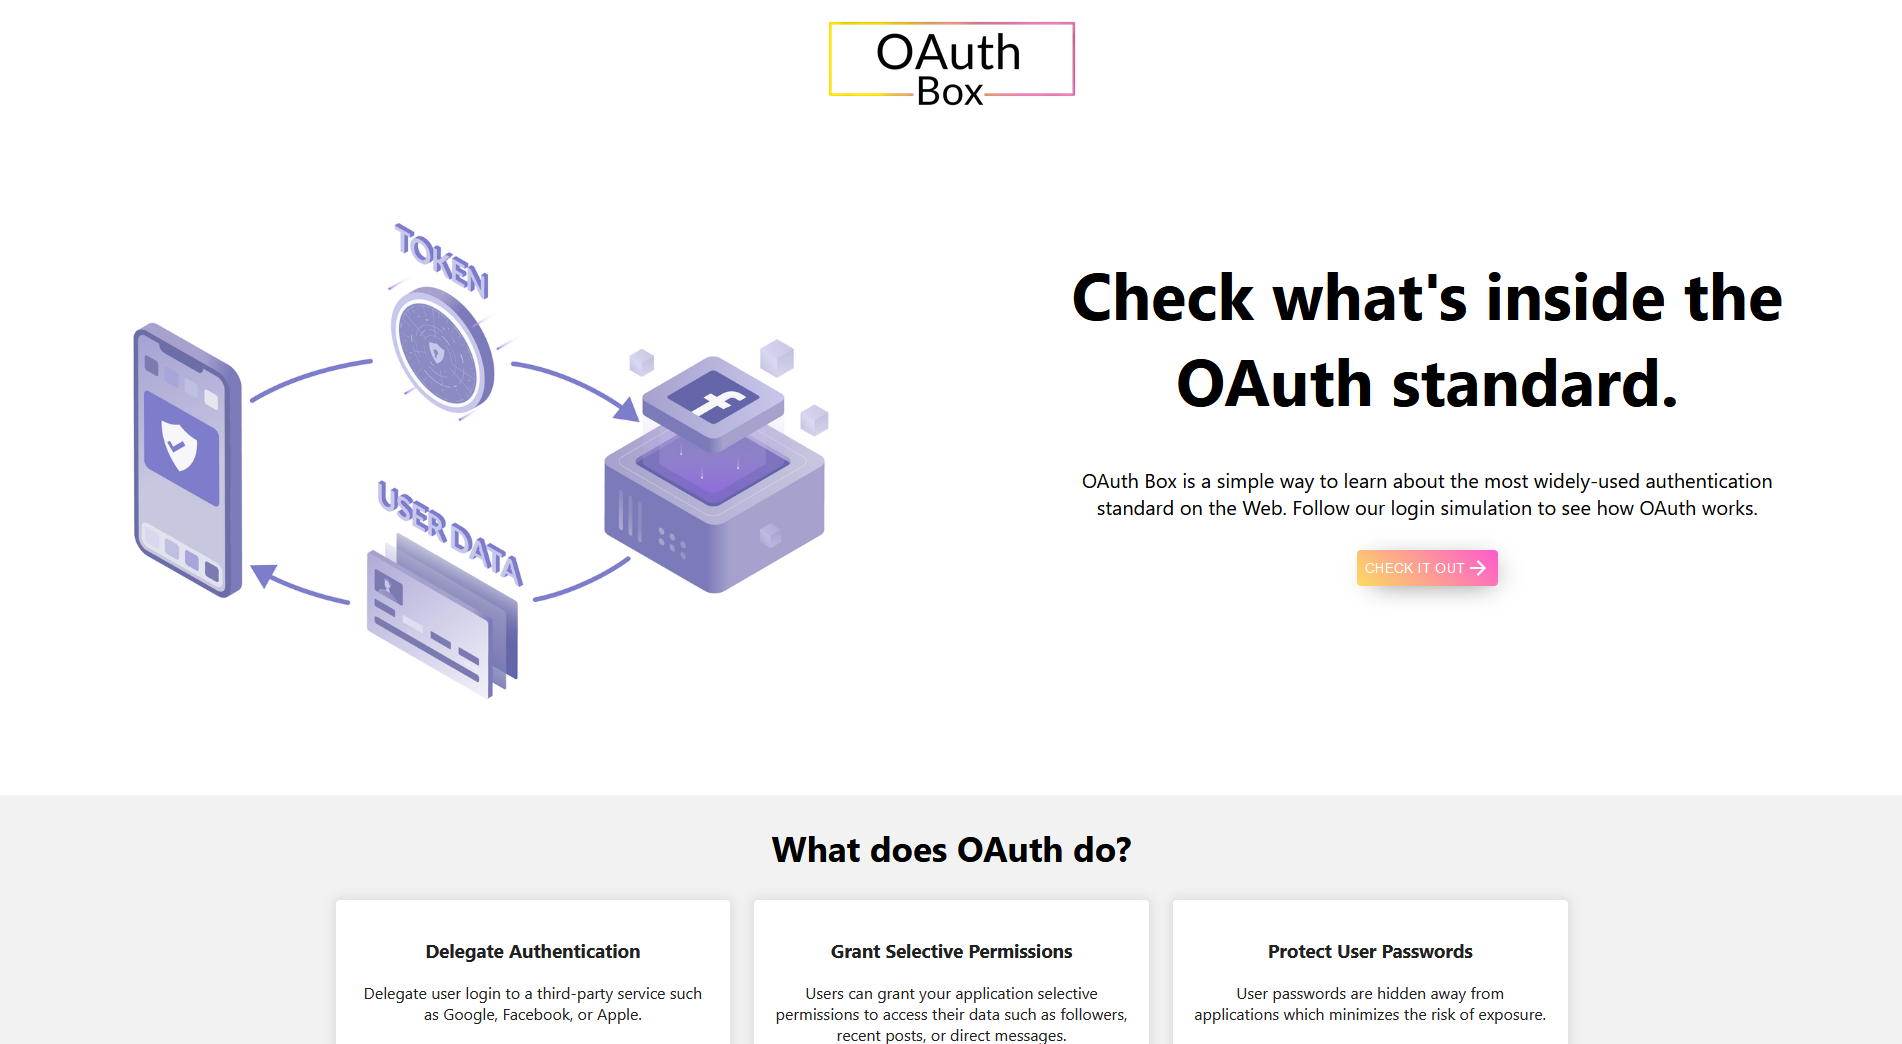 OAuth
Box
TOKEN
USER DATA
Check what's inside the
OAuth standard.
OAuth Box is a simple way to learn about the most widely-used authentication
standard on the Web. Follow our login simulation to see how OAuth works.
CHECK IT OUT
What does OAuth do?
Delegate Authentication
Delegate user login to a third-party service such
as Google, Facebook, or Apple.
Grant Selective Permissions
Users can grant your application selective
permissions to access their data such as followers,
recent posts, or direct messages.
Protect User Passwords
User passwords are hidden away from
applications which minimizes the risk of exposure.